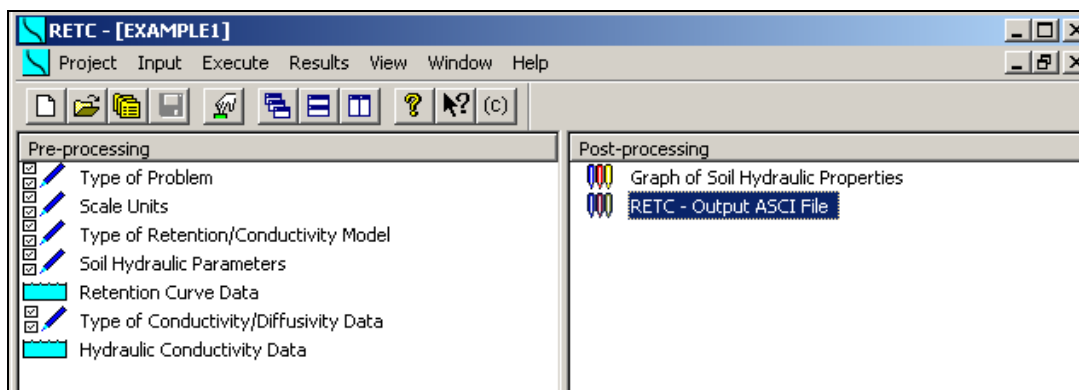 RETC - [EXAMPLE1]
Project Input Execute Results View Window Help
(c)
Pre-processing
Type of Problem
Scale Units
Type of Retention/Conductivity Model
Soil Hydraulic Parameters
Retention Curve Data
Type of Conductivity/Diffusivity Data
Hydraulic Conductivity Data
Post-processing
Graph of Soil Hydraulic Properties
RETC - Output ASCI File